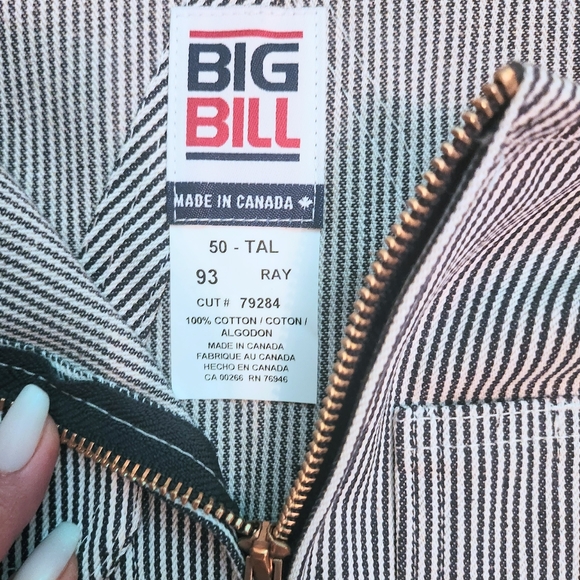 BIG
BILL
MADE IN CANADA
50 - TAL
93 RAY
CUT # 79284
100% COTTON / COTON /
ALGODON
MADE IN CANADA
FABRIQUE AU CANADA
HECHO EN CANADA
CA 00266 RN 76946